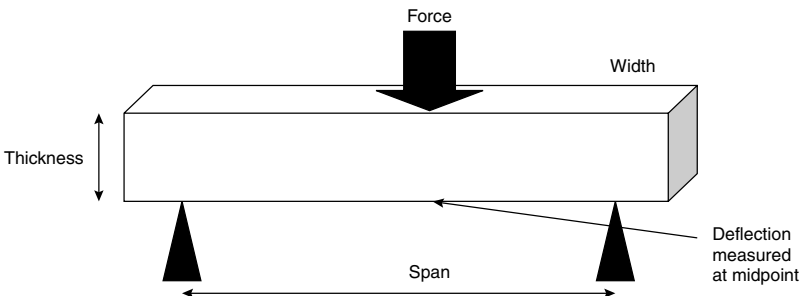 Force
Width
Thickness
Deflection
measured
at midpoint
Span